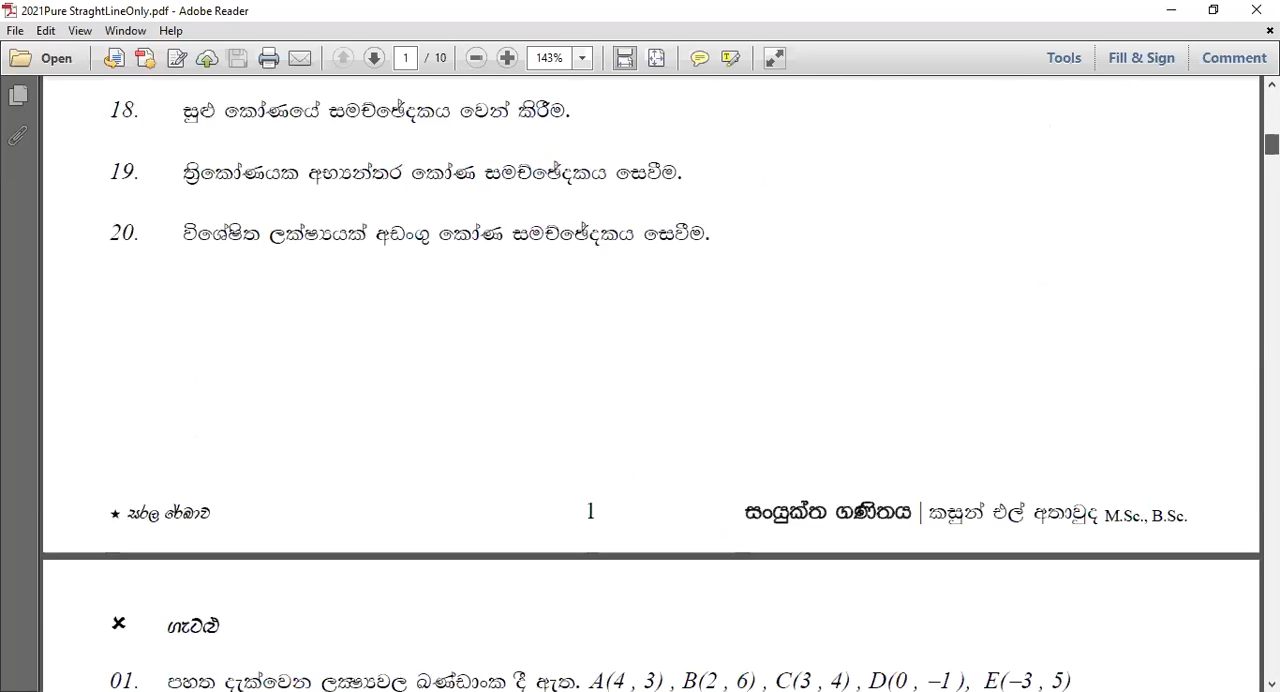 2021Pure StraghtLineOnly.pdf - Adobe Reader
File Edit View Window Help
Open 1 / 10 143% Tools Fill & Sign Comment
18. සුළු කෝණයේ සමච්ඡේදකය වෙන් කිරීම.
19. ත්‍රිකෝණයක අභ්‍යන්තර කෝණ සමච්ඡේදකය සෙවීම.
20. විශේෂිත ලක්ෂ්‍යයක් අඩංගු කෝණ සමච්ඡේදකය සෙවීම.
★ සරල රේඛාව 1 සංයුක්ත ගණිතය | කසුන් එල් අතාවුද M.Sc., B.Sc.
× ගැටළු
01. පහත දැක්වෙන ලක්‍ෂ්‍යවල ඛණ්ඩාංක දී ඇත. A(4 , 3) , B(2 , 6) , C(3 , 4) , D(0 , –1 ), E(–3 , 5)